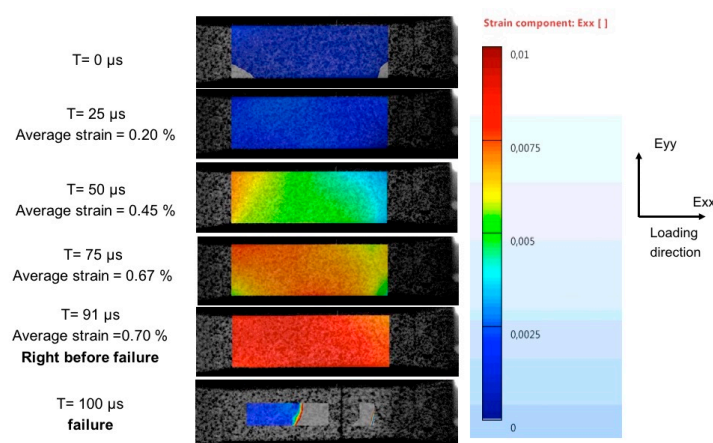 Strain component: Exx [ ]
T= 0 µs
T= 25 µs
Average strain = 0.20 %
T= 50 µs
Average strain = 0.45 %
T= 75 µs
Average strain = 0.67 %
T= 91 µs
Average strain =0.70 %
Right before failure
T= 100 µs
failure
0,01
0,0075
0,005
0,0025
0
Eyy
Exx
Loading
direction